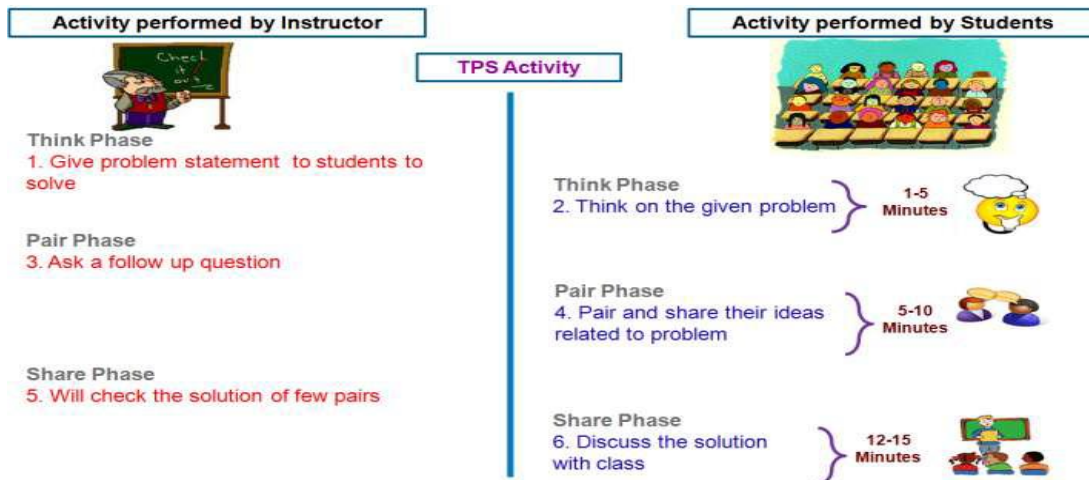 Activity performed by Instructor
Activity performed by Students
TPS Activity
Check
it
out
Think Phase
1. Give problem statement to students to
solve
Pair Phase
3. Ask a follow up question
Share Phase
5. Will check the solution of few pairs
Think Phase
2. Think on the given problem
1-5
Minutes
Pair Phase
4. Pair and share their ideas
related to problem
5-10
Minutes
Share Phase
6. Discuss the solution
with class
12-15
Minutes